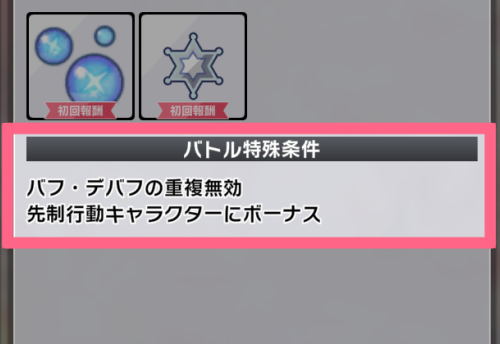 初回報酬
初回報酬
バトル特殊条件
バフ・デバフの重複無効
先制行動キャラクターにボーナス